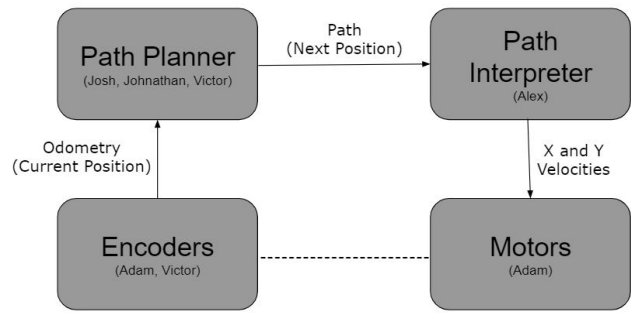 Path Planner
(Josh, Johnathan, Victor)
Path
(Next Position)
Path
Interpreter
(Alex)
Odometry
(Current Position)
X and Y
Velocities
Encoders
(Adam, Victor)
Motors
(Adam)